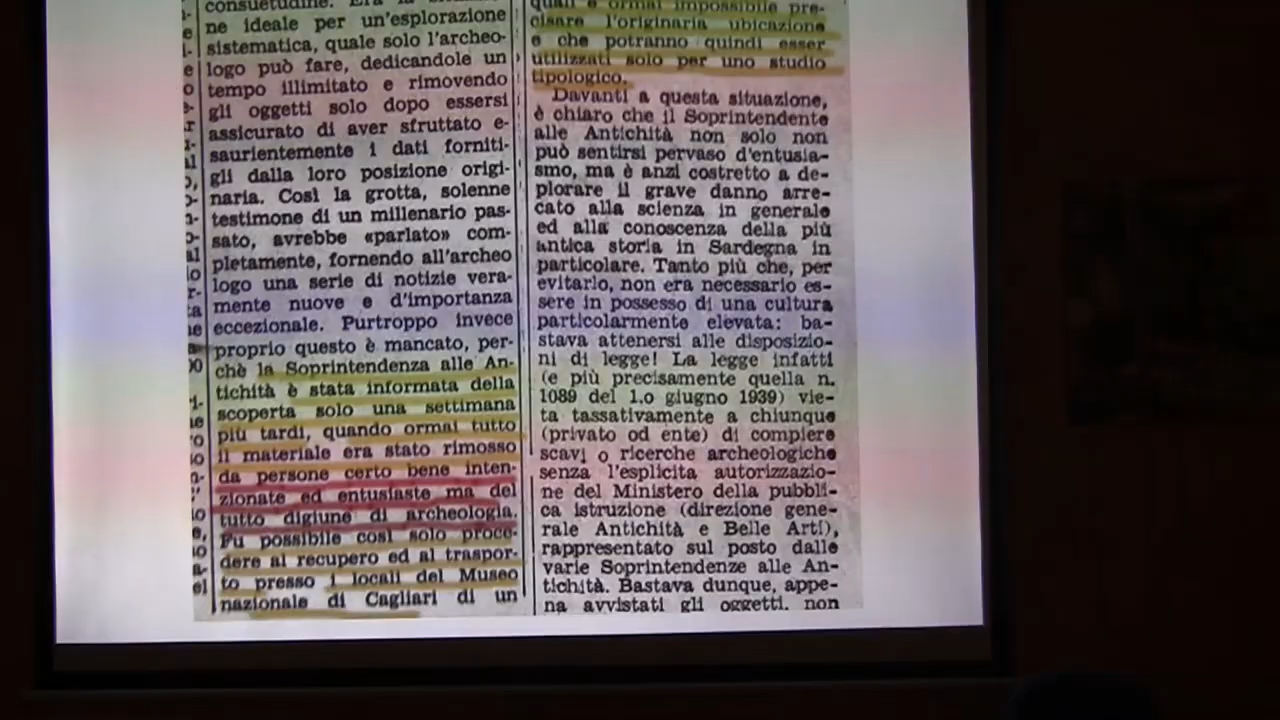 consuetudine. Era la
ne ideale per un'esplorazione
sistematica, quale solo l'archeo-
logo può fare, dedicandole un
tempo illimitato e rimovendo
gli oggetti solo dopo essersi
assicurato di aver sfruttato e-
saurientemente i dati forniti-
gli dalla loro posizione origi-
naria. Così la grotta, solenne
testimone di un millenario pas-
sato, avrebbe «parlato» com-
pletamente, fornendo all'archeo
logo una serie di notizie vera-
mente nuove e d'importanza
eccezionale. Purtroppo invece
proprio questo è mancato, per-
chè la Soprintendenza alle An-
tichità è stata informata della
scoperta solo una settimana
più tardi, quando ormai tutto
il materiale era stato rimosso
da persone certo bene inten-
zionate ed entusiaste ma del
tutto digiune di archeologia.
Fu possibile così solo proce-
dere al recupero ed al traspor-
to presso i locali del Museo
nazionale di Cagliari di un
quali è ormai impossibile pre-
cisare l'originaria ubicazione
e che potranno quindi esser
utilizzati solo per uno studio
tipologico.
Davanti a questa situazione,
è chiaro che il Soprintendente
alle Antichità non solo non
può sentirsi pervaso d'entusia-
smo, ma è anzi costretto a de-
plorare il grave danno arre-
cato alla scienza in generale
ed alla conoscenza della più
antica storia in Sardegna in
particolare. Tanto più che, per
evitarlo, non era necessario es-
sere in possesso di una cultura
particolarmente elevata: ba-
stava attenersi alle disposizio-
ni di legge! La legge infatti
(e più precisamente quella n.
1089 del 1.o giugno 1939) vie-
ta tassativamente a chiunque
(privato od ente) di compiere
scavi o ricerche archeologiche
senza l'esplicita autorizzazio-
ne del Ministero della pubbli-
ca istruzione (direzione gene-
rale Antichità e Belle Arti),
rappresentato sul posto dalle
varie Soprintendenze alle An-
tichità. Bastava dunque, appe-
na avvistati gli oggetti, non